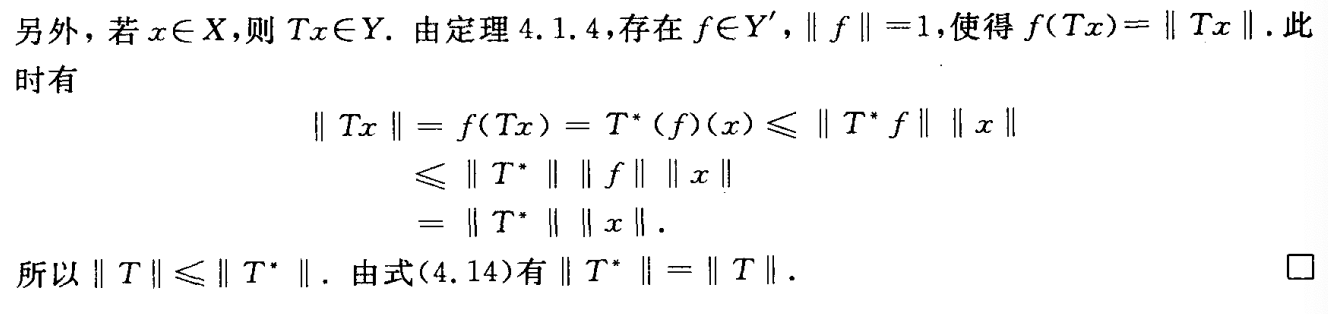 另外,若 x∈X,则 Tx∈Y. 由定理 4.1.4,存在 f∈Y′,‖f‖=1,使得 f(Tx)=‖Tx‖.此
时有
‖Tx‖ = f(Tx) = T*(f)(x) ≤ ‖T*f‖‖x‖
≤ ‖T*‖‖f‖‖x‖
= ‖T*‖‖x‖.
所以‖T‖≤‖T*‖. 由式(4.14)有‖T*‖=‖T‖. □